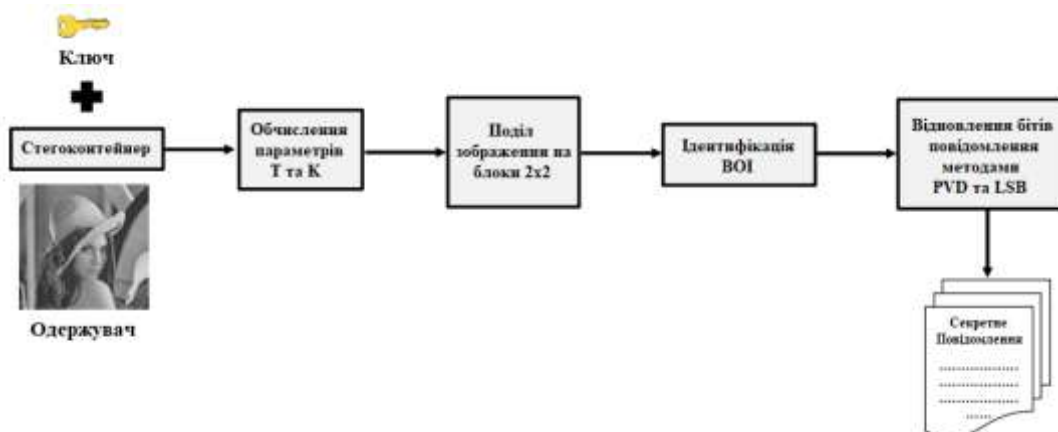 Ключ
Стегоконтейнер
Одержувач
Обчислення
параметрів
T та K
Поділ
зображення на
блоки 2x2
Ідентифікація
BOI
Відновлення бітів
повідомлення
методами
PVD та LSB
Секретне
Повідомлення